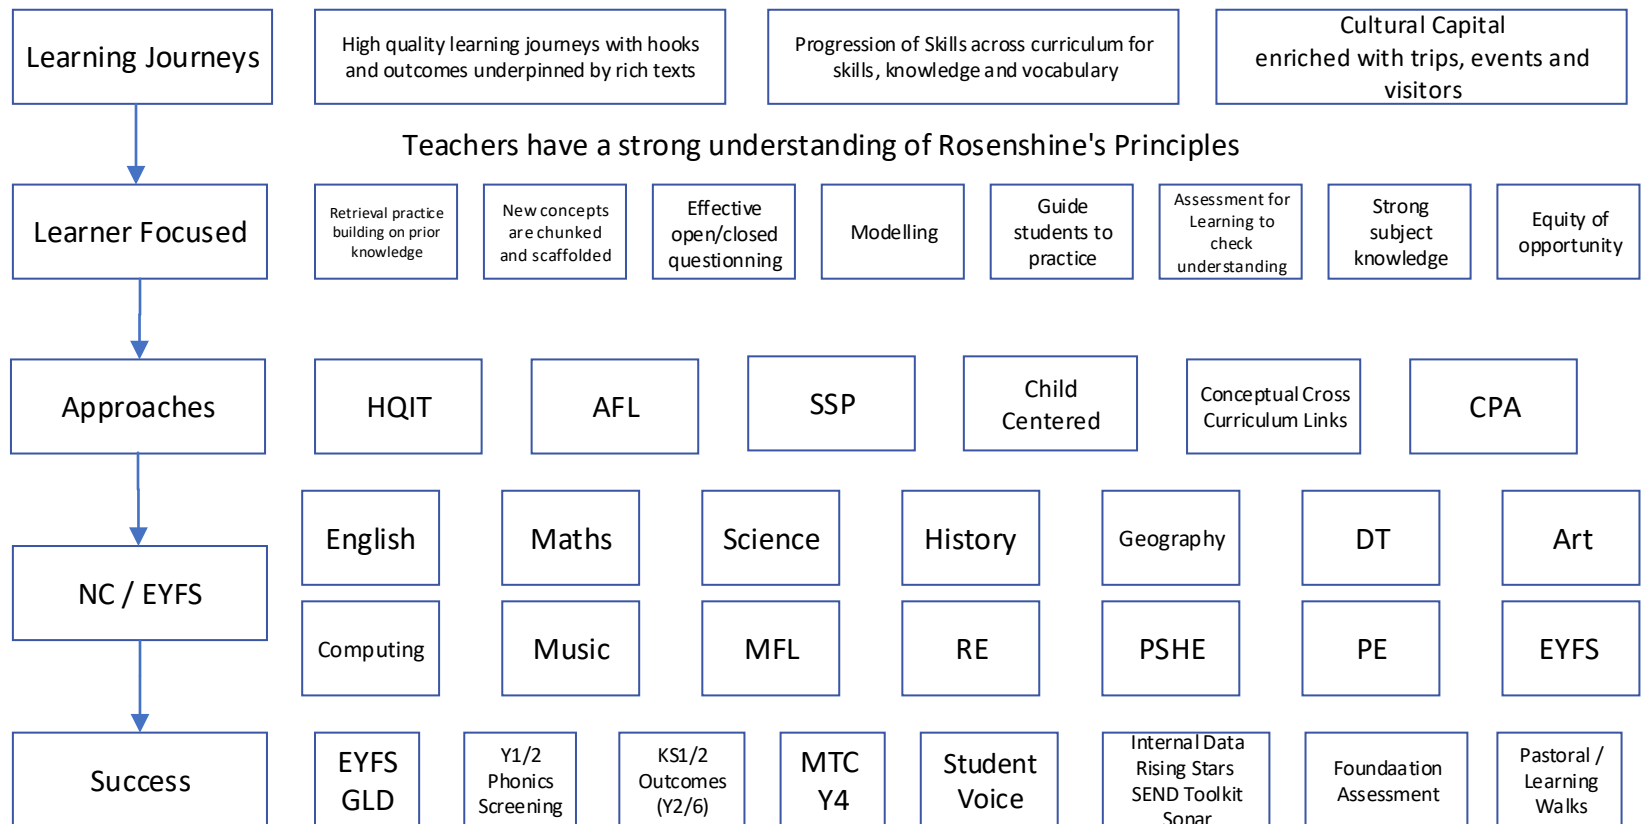 Learning Journeys
High quality learning journeys with hooks
and outcomes underpinned by rich texts
Progression of Skills across curriculum for
skills, knowledge and vocabulary
Cultural Capital
enriched with trips, events and
visitors
Teachers have a strong understanding of Rosenshine's Principles
Learner Focused
Retrieval practice
building on prior
knowledge
New concepts
are chunked
and scaffolded
Effective
open/closed
questionning
Modelling
Guide
students to
practice
Assessment for
Learning to
check
understanding
Strong
subject
knowledge
Equity of
opportunity
Approaches
HQIT
AFL
SSP
Child
Centered
Conceptual Cross
Curriculum Links
CPA
NC / EYFS
English
Maths
Science
History
Geography
DT
Art
Computing
Music
MFL
RE
PSHE
PE
EYFS
Success
EYFS
GLD
Y1/2
Phonics
Screening
KS1/2
Outcomes
(Y2/6)
MTC
Y4
Student
Voice
Internal Data
Rising Stars
SEND Toolkit
Sonar
Foundaation
Assessment
Pastoral /
Learning
Walks